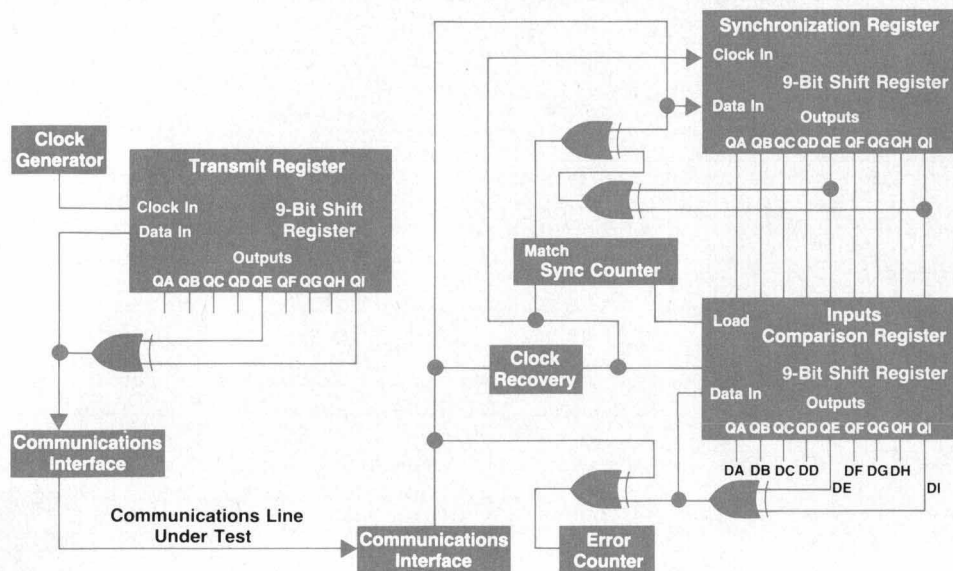 Clock
Generator
Transmit Register
Clock In
9-Bit Shift
Register
Data In
Outputs
QA QB QC QD QE QF QG QH QI
Communications
Interface
Communications Line
Under Test
Communications
Interface
Synchronization Register
Clock In
9-Bit Shift Register
Data In
Outputs
QA QB QC QD QE QF QG QH QI
Match
Sync Counter
Clock
Recovery
Load
Inputs
Comparison Register
9-Bit Shift Register
Data In
Outputs
QA QB QC QD QE QF QG QH QI
DA DB DC DD DF DG DH
DE DI
Error
Counter